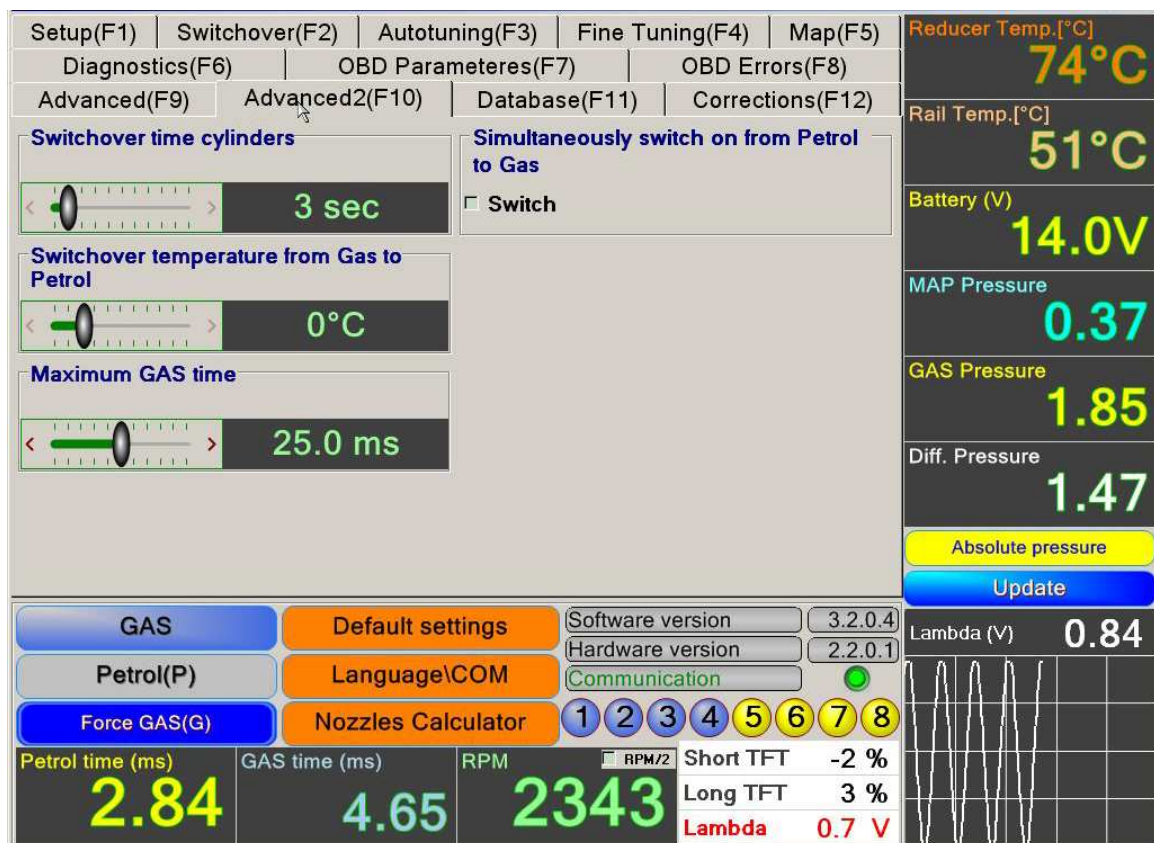 Setup(F1) Switchover(F2) Autotuning(F3) Fine Tuning(F4) Map(F5)
Diagnostics(F6) OBD Parameteres(F7) OBD Errors(F8)
Advanced(F9) Advanced2(F10) Database(F11) Corrections(F12)
Switchover time cylinders
< > 3 sec
Switchover temperature from Gas to
Petrol
< > 0°C
Maximum GAS time
< > 25.0 ms
Simultaneously switch on from Petrol
to Gas
Switch
Reducer Temp.[°C]
74°C
Rail Temp.[°C]
51°C
Battery (V)
14.0V
MAP Pressure
0.37
GAS Pressure
1.85
Diff. Pressure
1.47
Absolute pressure
Update
Lambda (V) 0.84
GAS
Petrol(P)
Force GAS(G)
Default settings
Language\COM
Nozzles Calculator
Software version 3.2.0.4
Hardware version 2.2.0.1
Communication
1 2 3 4 5 6 7 8
Petrol time (ms)
2.84
GAS time (ms)
4.65
RPM RPM/2
2343
Short TFT -2 %
Long TFT 3 %
Lambda 0.7 V